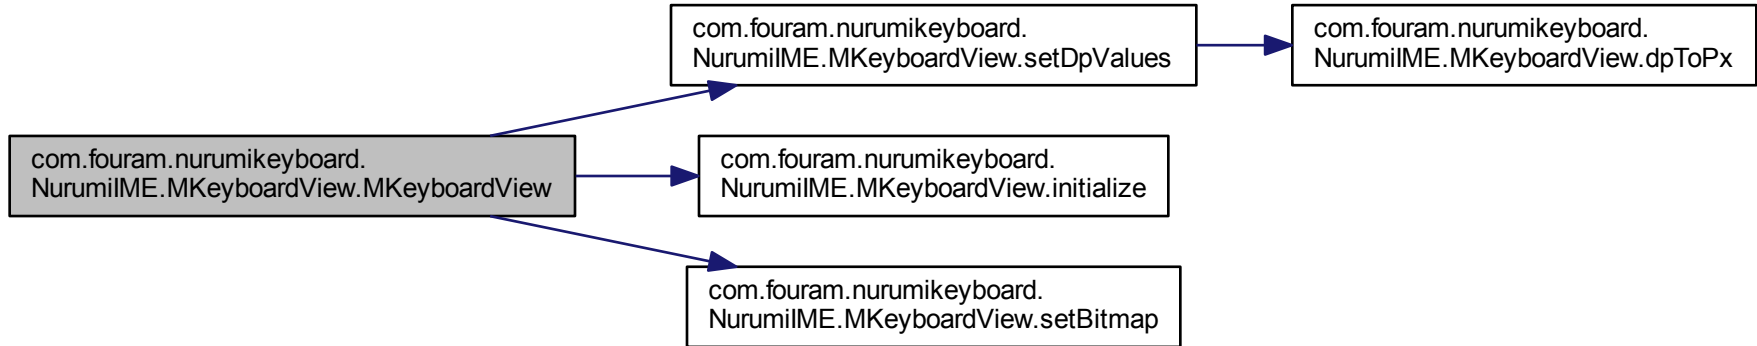 com.fouram.nurumikeyboard.
NurumiIME.MKeyboardView.MKeyboardView
com.fouram.nurumikeyboard.
NurumiIME.MKeyboardView.setDpValues
com.fouram.nurumikeyboard.
NurumiIME.MKeyboardView.dpToPx
com.fouram.nurumikeyboard.
NurumiIME.MKeyboardView.initialize
com.fouram.nurumikeyboard.
NurumiIME.MKeyboardView.setBitmap